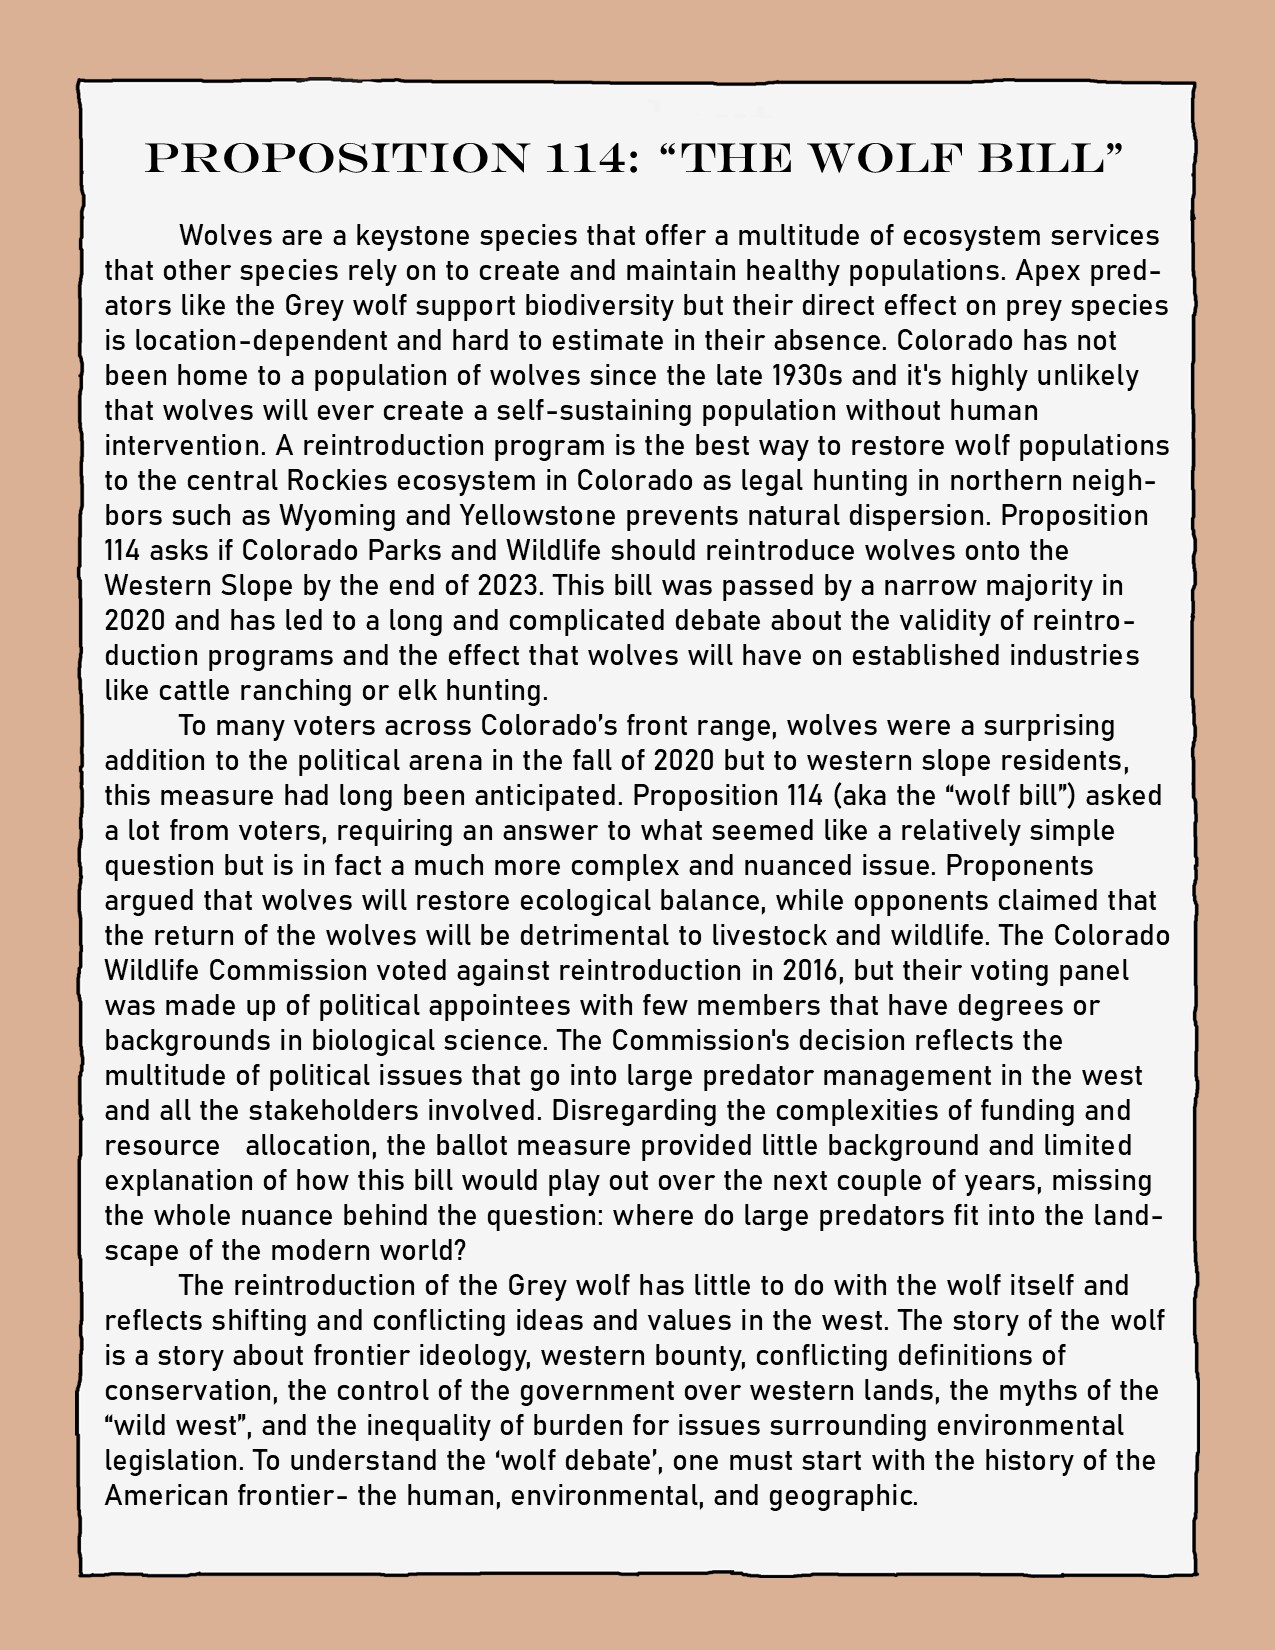 PROPOSITION 114: “THE WOLF BILL”
Wolves are a keystone species that offer a multitude of ecosystem services
that other species rely on to create and maintain healthy populations. Apex pred-
ators like the Grey wolf support biodiversity but their direct effect on prey species
is location-dependent and hard to estimate in their absence. Colorado has not
been home to a population of wolves since the late 1930s and it's highly unlikely
that wolves will ever create a self-sustaining population without human
intervention. A reintroduction program is the best way to restore wolf populations
to the central Rockies ecosystem in Colorado as legal hunting in northern neigh-
bors such as Wyoming and Yellowstone prevents natural dispersion. Proposition
114 asks if Colorado Parks and Wildlife should reintroduce wolves onto the
Western Slope by the end of 2023. This bill was passed by a narrow majority in
2020 and has led to a long and complicated debate about the validity of reintro-
duction programs and the effect that wolves will have on established industries
like cattle ranching or elk hunting.
To many voters across Colorado’s front range, wolves were a surprising
addition to the political arena in the fall of 2020 but to western slope residents,
this measure had long been anticipated. Proposition 114 (aka the “wolf bill”) asked
a lot from voters, requiring an answer to what seemed like a relatively simple
question but is in fact a much more complex and nuanced issue. Proponents
argued that wolves will restore ecological balance, while opponents claimed that
the return of the wolves will be detrimental to livestock and wildlife. The Colorado
Wildlife Commission voted against reintroduction in 2016, but their voting panel
was made up of political appointees with few members that have degrees or
backgrounds in biological science. The Commission's decision reflects the
multitude of political issues that go into large predator management in the west
and all the stakeholders involved. Disregarding the complexities of funding and
resource allocation, the ballot measure provided little background and limited
explanation of how this bill would play out over the next couple of years, missing
the whole nuance behind the question: where do large predators fit into the land-
scape of the modern world?
The reintroduction of the Grey wolf has little to do with the wolf itself and
reflects shifting and conflicting ideas and values in the west. The story of the wolf
is a story about frontier ideology, western bounty, conflicting definitions of
conservation, the control of the government over western lands, the myths of the
“wild west”, and the inequality of burden for issues surrounding environmental
legislation. To understand the ‘wolf debate’, one must start with the history of the
American frontier- the human, environmental, and geographic.